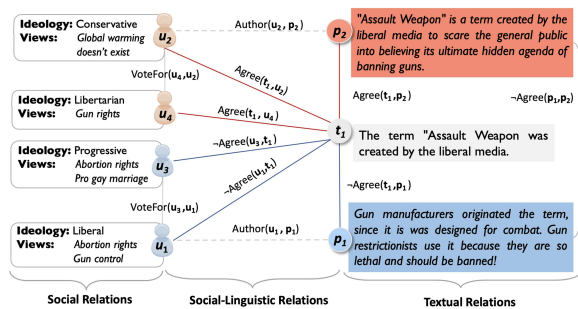 Ideology: Conservative
Views: Global warming
doesn't exist
u2
Author(u2 , p2 )
p2
"Assault Weapon" is a term created by the
liberal media to scare the general public
into believing its ultimate hidden agenda of
banning guns.
VoteFor(u4,u2)
Agree(t1,u2)
Agree(t1,p2)
¬Agree(p1,p2)
Ideology: Libertarian
Views: Gun rights
u4
Agree(t1, u4)
t1
The term "Assault Weapon was
created by the liberal media.
Ideology: Progressive
Views: Abortion rights
Pro gay marriage
u3
¬Agree(u3,t1)
¬Agree(u1,t1)
¬Agree(t1,p1)
VoteFor(u3,u1)
Ideology: Liberal
Views: Abortion rights
Gun control
u1
Author(u1, p1)
p1
Gun manufacturers originated the term,
since it is was designed for combat. Gun
restrictionists use it because they are so
lethal and should be banned!
Social Relations
Social-Linguistic Relations
Textual Relations